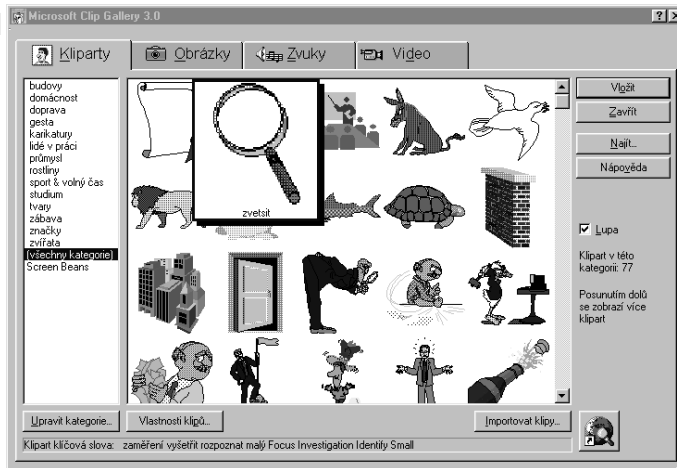 Microsoft Clip Gallery 3.0
Kliparty
Obrázky
Zvuky
Video
budovy
domácnost
doprava
gesta
karikatury
lidé v práci
průmysl
rostliny
sport & volný čas
studium
tvary
zábava
značky
zvířata
[všechny kategorie]
Screen Beans
zvetsit
Vložit
Zavřít
Najít...
Nápověda
Lupa
Klipart v této
kategorii: 77
Posunutím dolů
se zobrazí více
klipart
Upravit kategorie...
Vlastnosti klipů...
Importovat klipy...
Klipart klíčová slova: zaměření vyšetřit rozpoznat malý Focus Investigation Identify Small